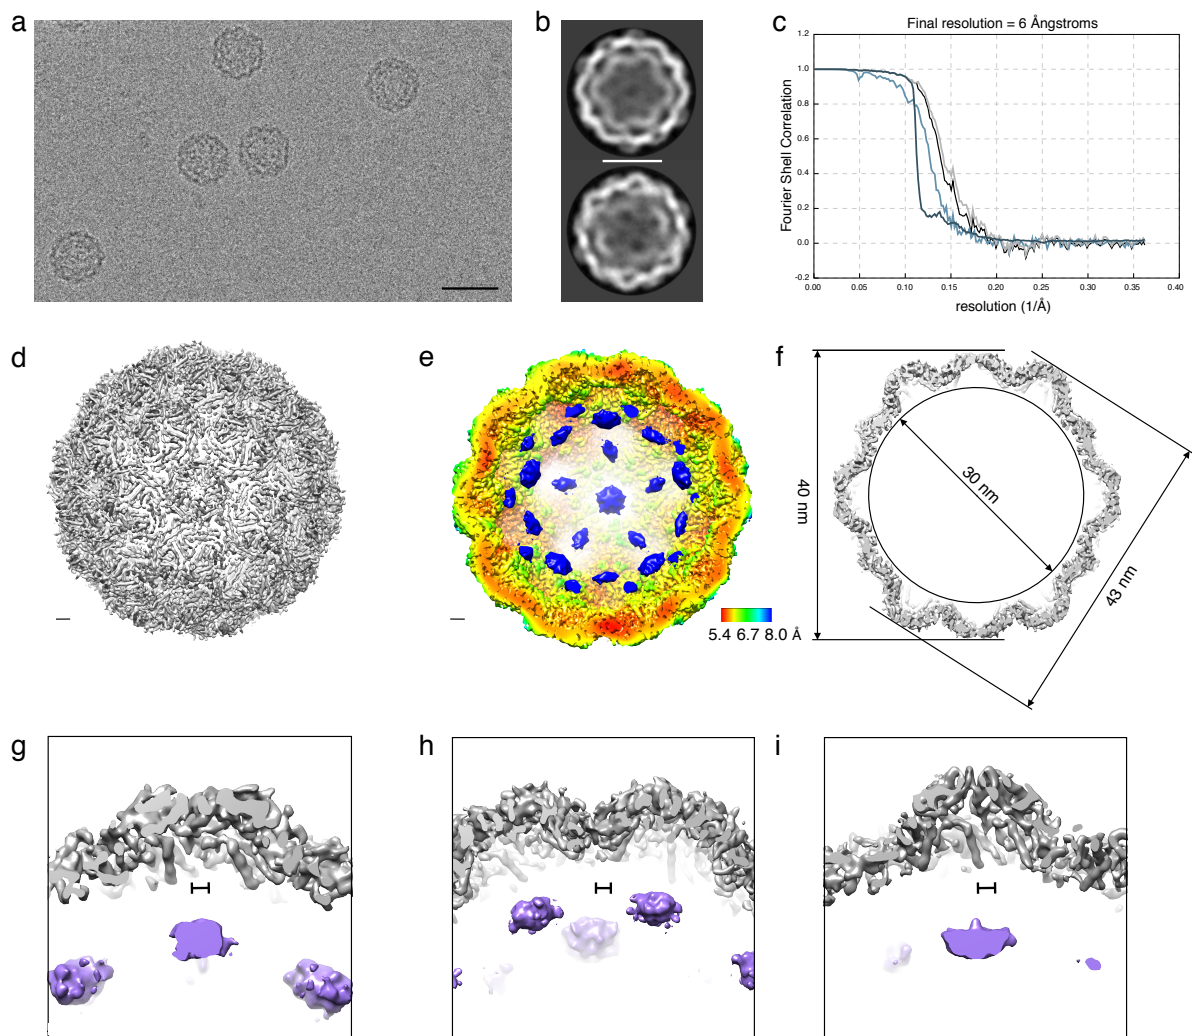 a
b
c
Final resolution = 6 Ångstroms
Fourier Shell Correlation
1.2
1.0
0.8
0.6
0.4
0.2
0.0
-0.2
0.00 0.05 0.10 0.15 0.20 0.25 0.30 0.35 0.40
resolution (1/Å)
d
e
5.4 6.7 8.0 Å
f
40 nm
30 nm
43 nm
g
h
i